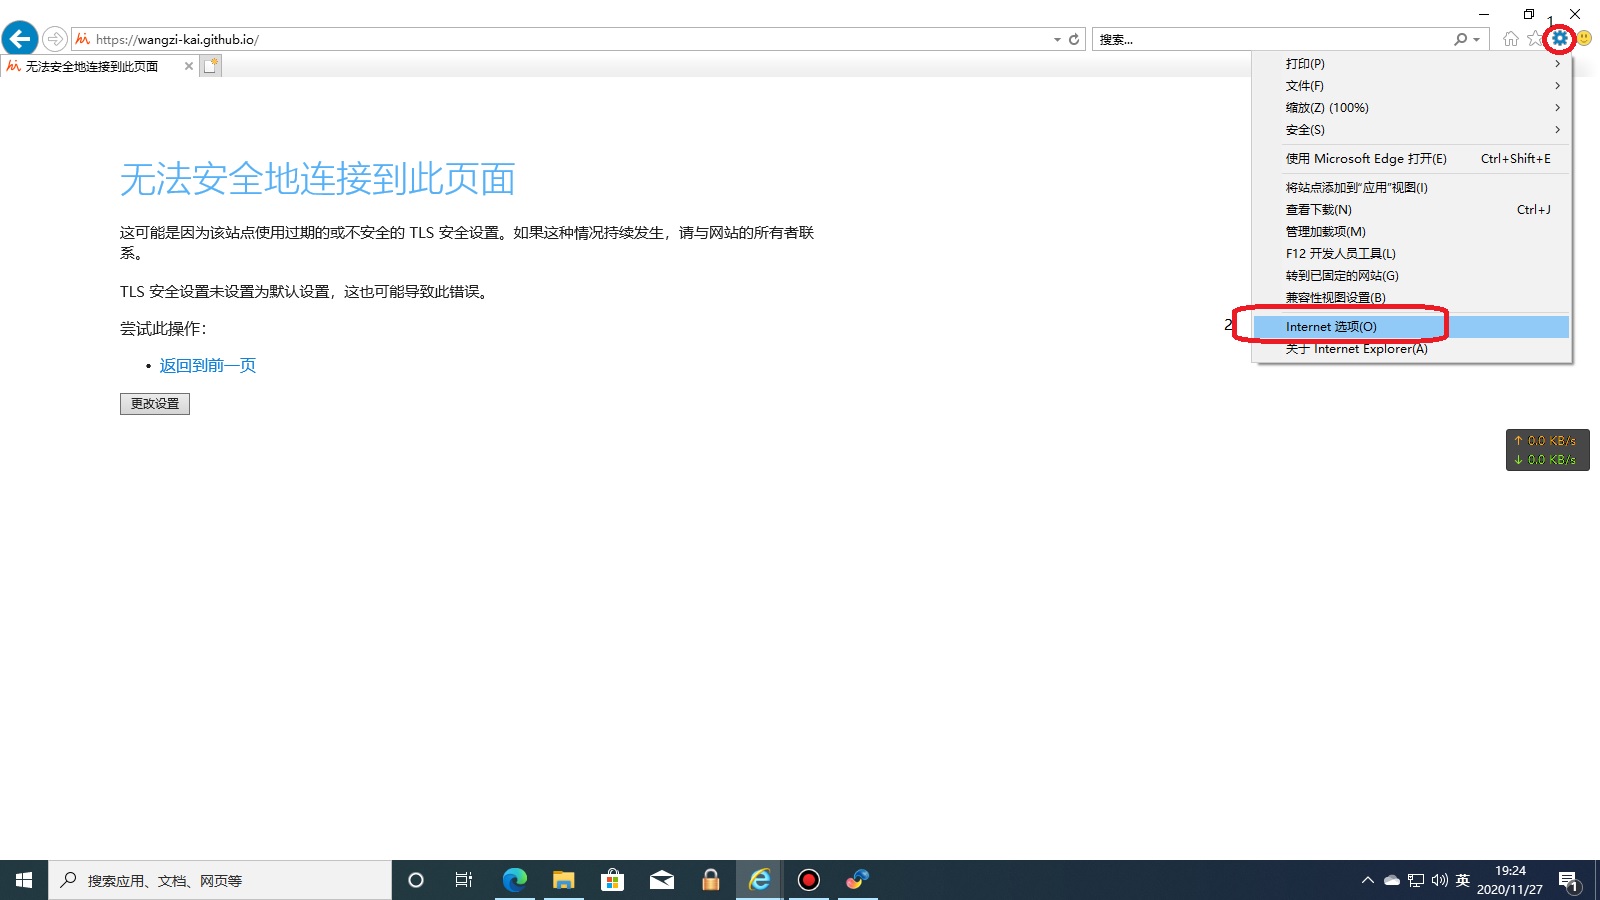 1
https://wangzi-kai.github.io/
搜索...
无法安全地连接到此页面
打印(P)
文件(F)
缩放(Z) (100%)
安全(S)
使用 Microsoft Edge 打开(E) Ctrl+Shift+E
将站点添加到“应用”视图(I)
查看下载(N) Ctrl+J
管理加载项(M)
F12 开发人员工具(L)
转到已固定的网站(G)
兼容性视图设置(B)
2 Internet 选项(O)
关于 Internet Explorer(A)
无法安全地连接到此页面
这可能是因为该站点使用过期的或不安全的 TLS 安全设置。如果这种情况持续发生，请与网站的所有者联
系。
TLS 安全设置未设置为默认设置，这也可能导致此错误。
尝试此操作：
• 返回到前一页
更改设置
↑ 0.0 KB/s
↓ 0.0 KB/s
搜索应用、文档、网页等
英
19:24
2020/11/27
1